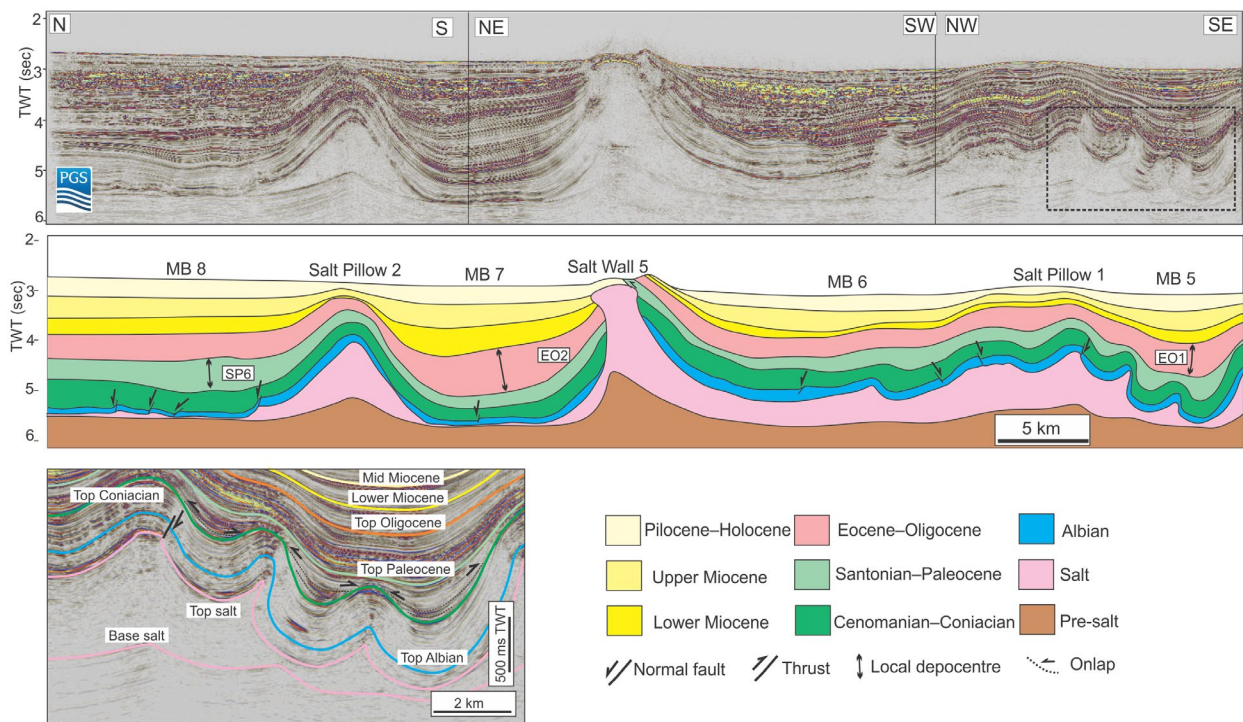 N
S
NE
SW
NW
SE
2
3
4
5
6
TWT (sec)
PGS
2
3
4
5
6
TWT (sec)
MB 8
Salt Pillow 2
MB 7
Salt Wall 5
MB 6
Salt Pillow 1
MB 5
SP6
EO2
EO1
5 km
Top Coniacian
Mid Miocene
Lower Miocene
Top Oligocene
Top Paleocene
Top salt
Base salt
Top Albian
500 ms TWT
2 km
Pilocene–Holocene
Eocene–Oligocene
Albian
Upper Miocene
Santonian–Paleocene
Salt
Lower Miocene
Cenomanian–Coniacian
Pre-salt
Normal fault
Thrust
Local depocentre
Onlap